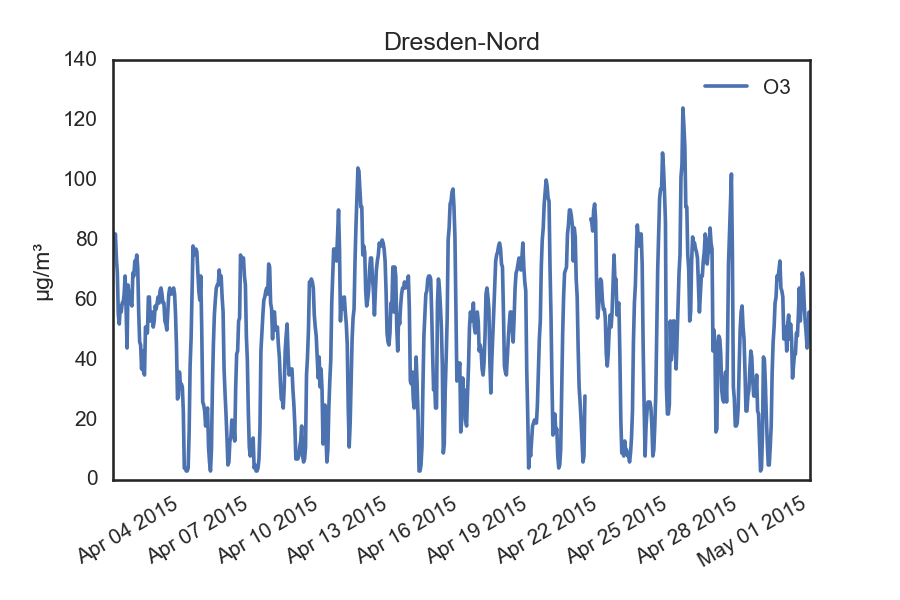 Dresden-Nord
140
120
100
80
60
40
20
0
µg/m³
O3
Apr 04 2015
Apr 07 2015
Apr 10 2015
Apr 13 2015
Apr 16 2015
Apr 19 2015
Apr 22 2015
Apr 25 2015
Apr 28 2015
May 01 2015